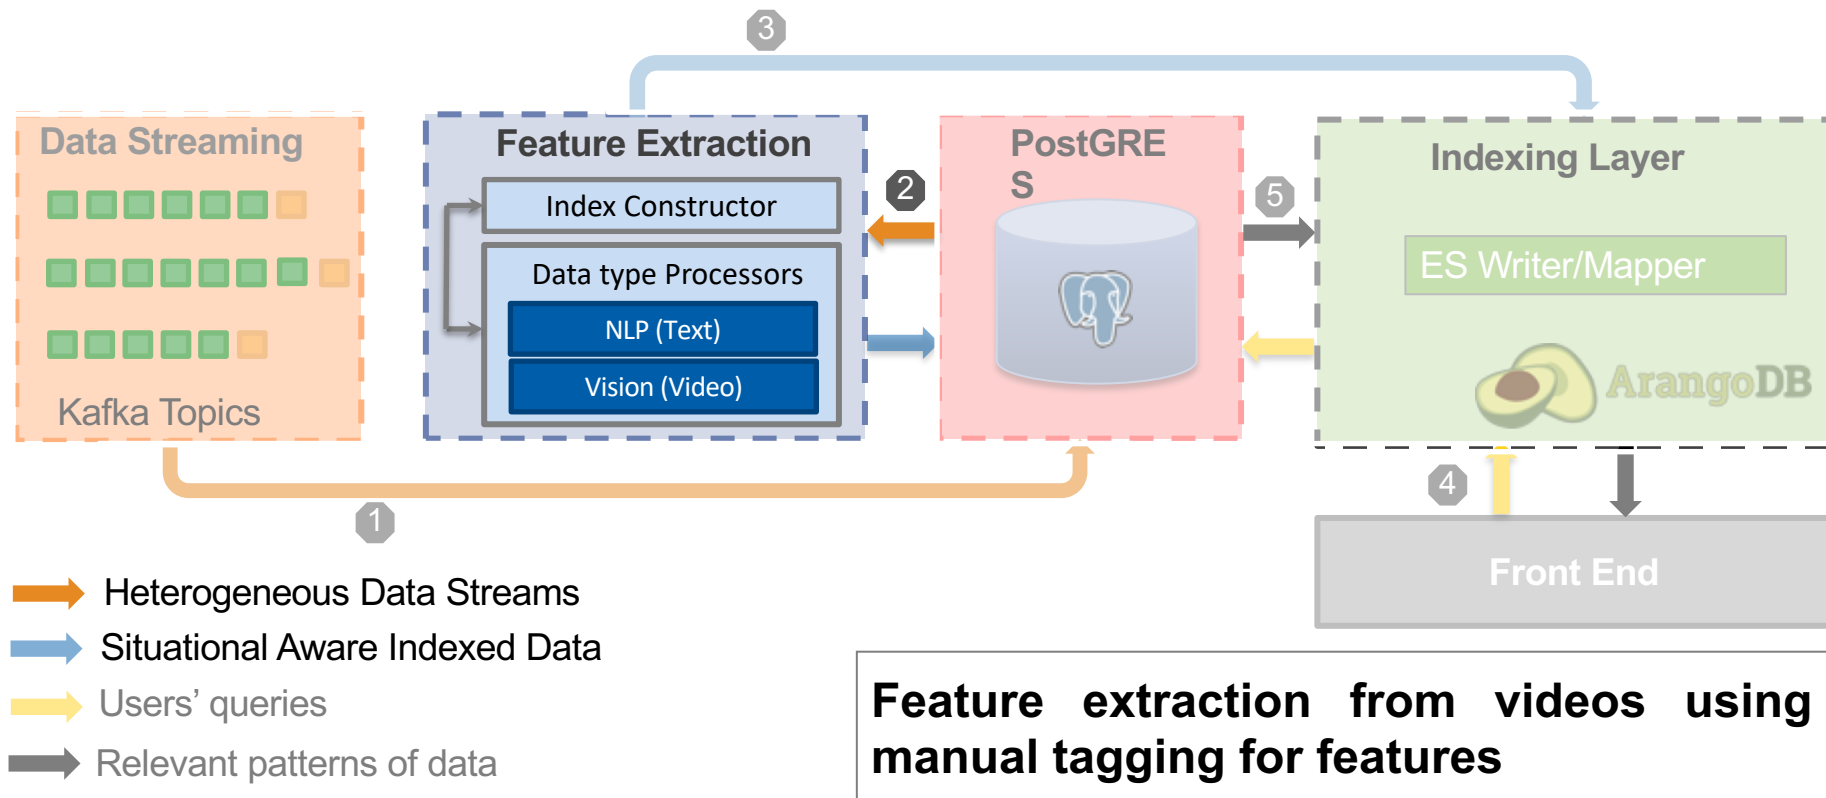 3
Data Streaming
Kafka Topics
Feature Extraction
Index Constructor
Data type Processors
NLP (Text)
Vision (Video)
2
PostGRE
S
5
Indexing Layer
ES Writer/Mapper
ArangoDB
1
4
Front End
Heterogeneous Data Streams
Situational Aware Indexed Data
Users’ queries
Relevant patterns of data
Feature extraction from videos using
manual tagging for features